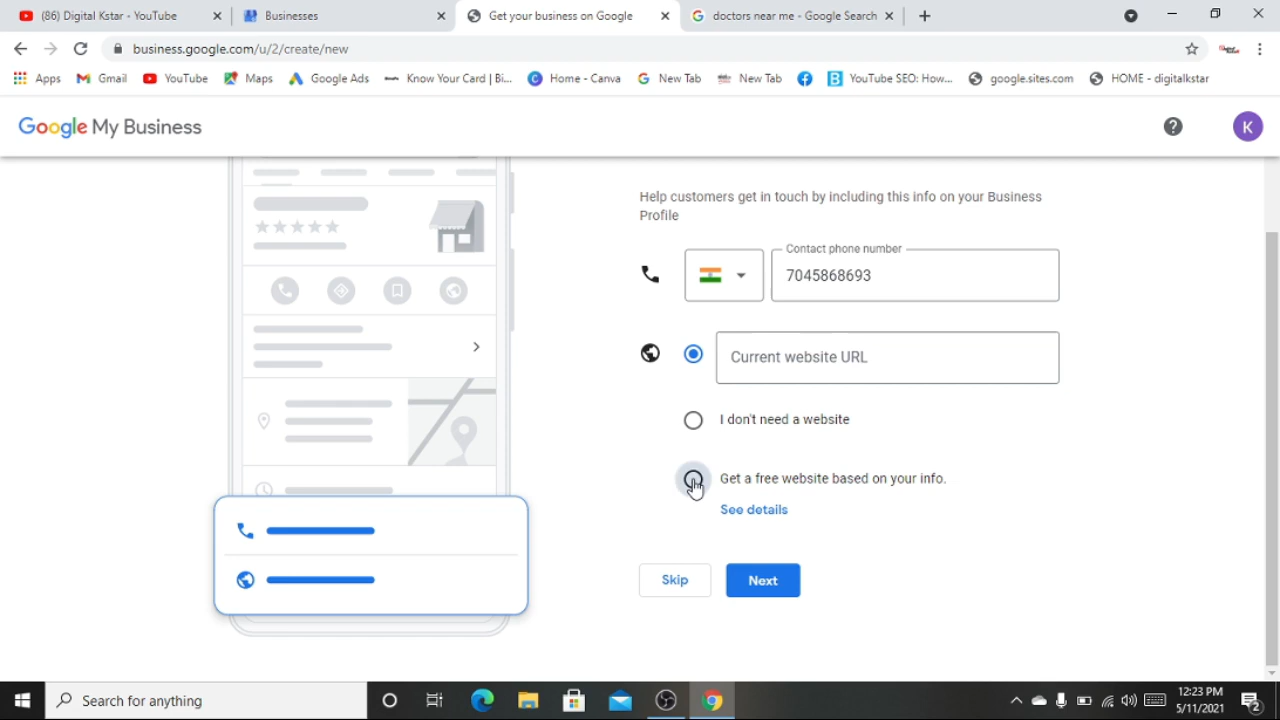 (86) Digital Kstar - YouTube
Businesses
Get your business on Google
doctors near me - Google Search
business.google.com/u/2/create/new
Apps
Gmail
YouTube
Maps
Google Ads
Know Your Card | Bi...
Home - Canva
New Tab
New Tab
YouTube SEO: How...
google.sites.com
HOME - digitalkstar
Google My Business
K
Help customers get in touch by including this info on your Business
Profile
Contact phone number
7045868693
Current website URL
I don't need a website
Get a free website based on your info.
See details
Skip
Next
Search for anything
12:23 PM
5/11/2021
2